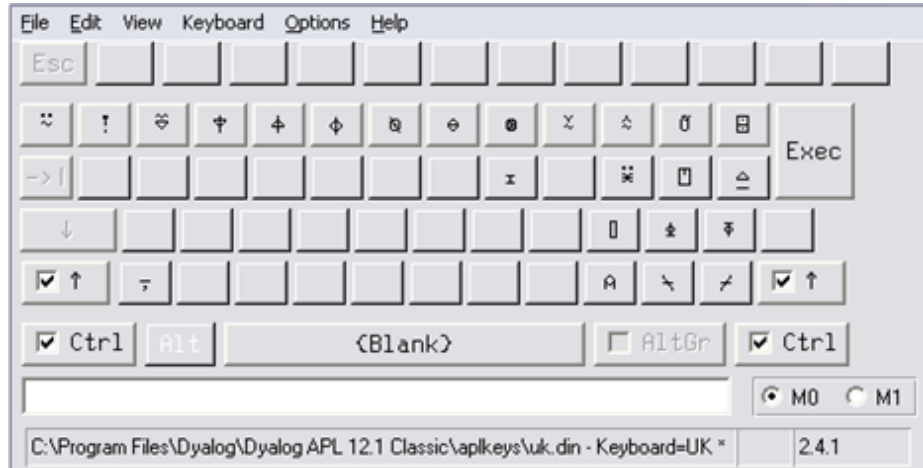 File Edit View Keyboard Options Help
Esc
⍨ ! ⍫ ⍒ ⍋ ⌽ ⍉ ⊖ ⍟ ⍱ ⍲ ⌹
Exec
->| ⌶ ⍣ ⍞ ⍙
↓ ⎕ ⍎ ⍕
↑ ⍪ ⍝ ⍀ ⌿ ↑
Ctrl Alt {Blank} AltGr Ctrl
M0 M1
C:\Program Files\Dyalog\Dyalog APL 12.1 Classic\aplkeys\uk.din - Keyboard=UK * 2.4.1